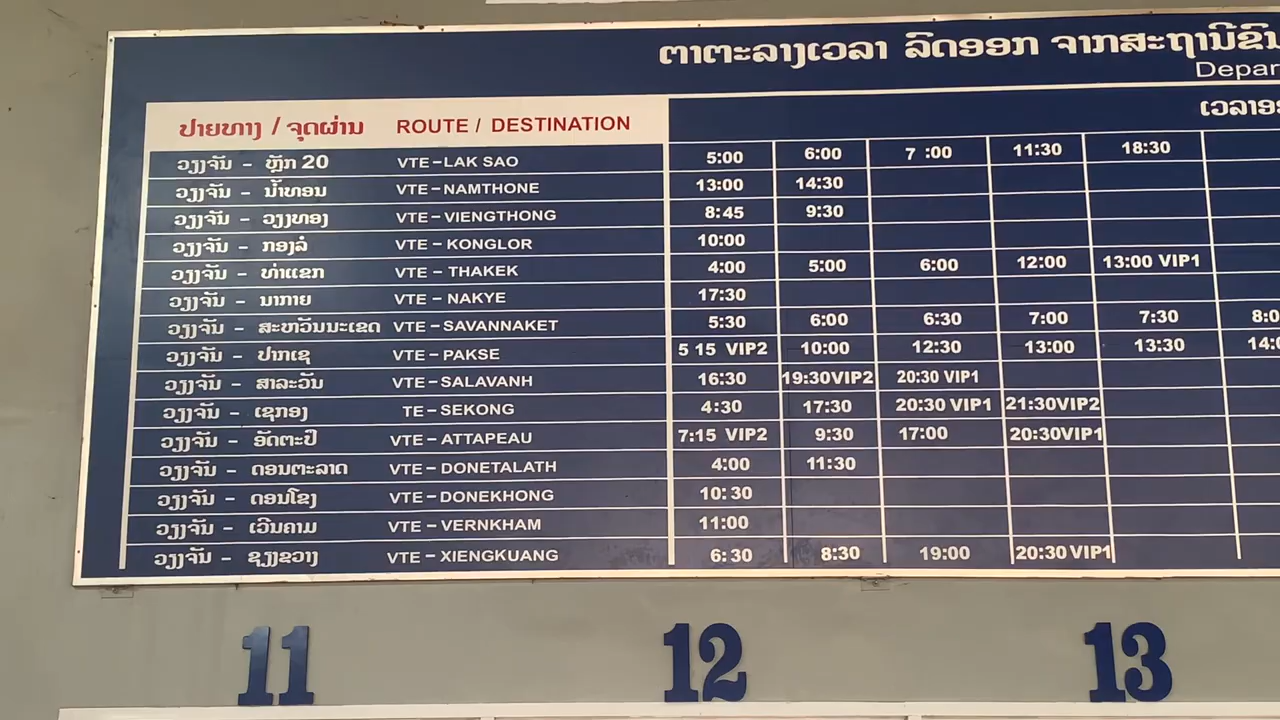 ຕາຕະລາງເວລາ ລົດອອກ ຈາກສະຖານີຂົນ
Depar
ປາຍທາງ / ຈຸດຜ່ານ ROUTE / DESTINATION
ເວລາອ
ວຽງຈັນ - ຫຼັກ 20 VTE-LAK SAO 5:00 6:00 7 :00 11:30 18:30
ວຽງຈັນ - ນ້ຳທອນ VTE-NAMTHONE 13:00 14:30
ວຽງຈັນ - ວຽງທອງ VTE-VIENGTHONG 8:45 9:30
ວຽງຈັນ - ກອງລໍ VTE-KONGLOR 10:00
ວຽງຈັນ - ທ່າແຂກ VTE-THAKEK 4:00 5:00 6:00 12:00 13:00 VIP1
ວຽງຈັນ - ນາກາຍ VTE-NAKYE 17:30
ວຽງຈັນ - ສະຫວັນນະເຂດ VTE-SAVANNAKET 5:30 6:00 6:30 7:00 7:30 8:0
ວຽງຈັນ - ປາກເຊ VTE-PAKSE 5 15 VIP2 10:00 12:30 13:00 13:30 14:0
ວຽງຈັນ - ສາລະວັນ VTE-SALAVANH 16:30 19:30VIP2 20:30 VIP1
ວຽງຈັນ - ເຊກອງ TE-SEKONG 4:30 17:30 20:30 VIP1 21:30VIP2
ວຽງຈັນ - ອັດຕະປື VTE-ATTAPEAU 7:15 VIP2 9:30 17:00 20:30VIP1
ວຽງຈັນ - ດອນຕະລາດ VTE-DONETALATH 4:00 11:30
ວຽງຈັນ - ດອນໂຂງ VTE-DONEKHONG 10:30
ວຽງຈັນ - ເວີນຄາມ VTE-VERNKHAM 11:00
ວຽງຈັນ - ຊຽງຂວາງ VTE-XIENGKUANG 6:30 8:30 19:00 20:30 VIP1
11 12 13